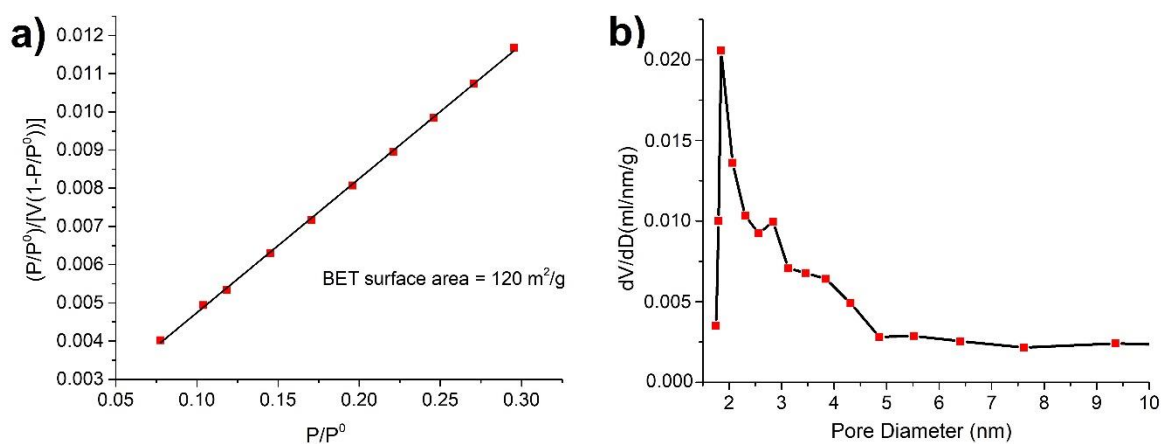 a)
0.012
0.011
0.010
0.009
0.008
0.007
0.006
0.005
0.004
0.003
(P/P⁰)/[V(1-P/P⁰))]
BET surface area = 120 m²/g
0.05 0.10 0.15 0.20 0.25 0.30
P/P⁰
b)
0.020
0.015
0.010
0.005
0.000
dV/dD(ml/nm/g)
2 3 4 5 6 7 8 9 10
Pore Diameter (nm)